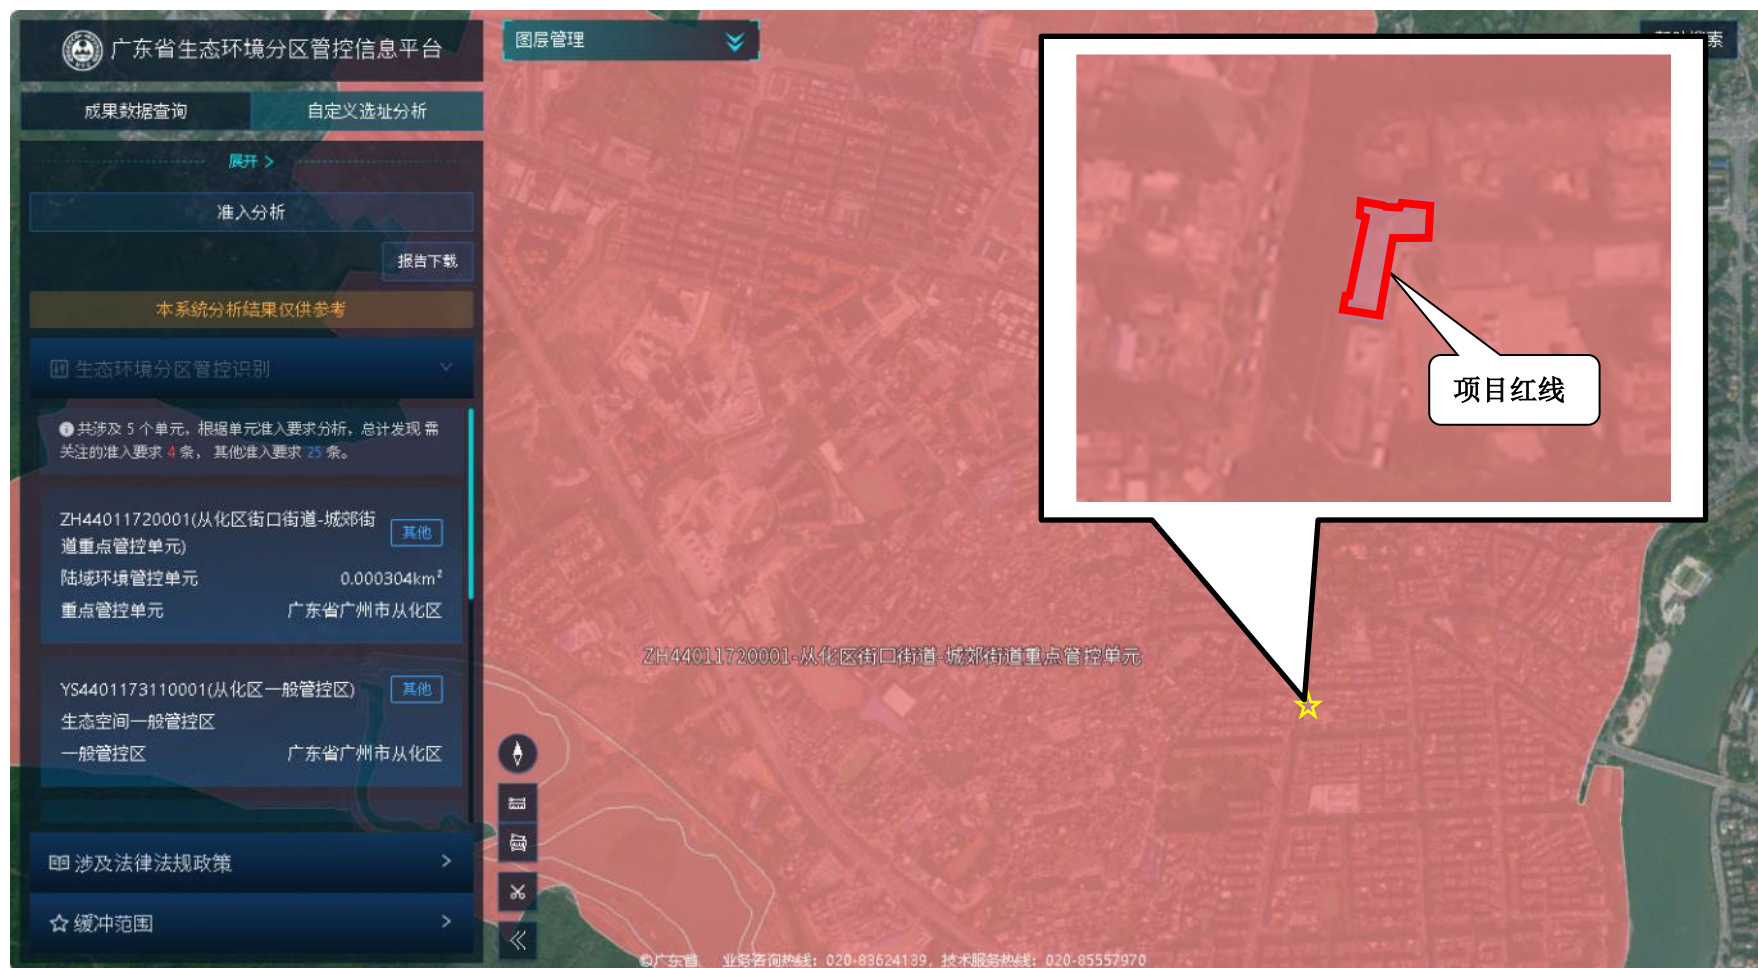 广东省生态环境分区管控信息平台
图层管理
索
成果数据查询
自定义选址分析
展开 >
准入分析
报告下载
本系统分析结果仅供参考
生态环境分区管控识别
共涉及 5 个单元，根据单元准入要求分析，总计发现 需
关注的准入要求 4 条， 其他准入要求 25 条。
ZH44011720001(从化区街口街道-城郊街
道重点管控单元)
其他
陆域环境管控单元
0.000304km²
重点管控单元
广东省广州市从化区
YS4401173110001(从化区一般管控区)
其他
生态空间一般管控区
一般管控区
广东省广州市从化区
涉及法律法规政策
缓冲范围
项目红线
ZH44011720001-从化区街口街道-城郊街道重点管控单元
©广东省 业务咨询热线：020-83624139，技术服务热线：020-85557970